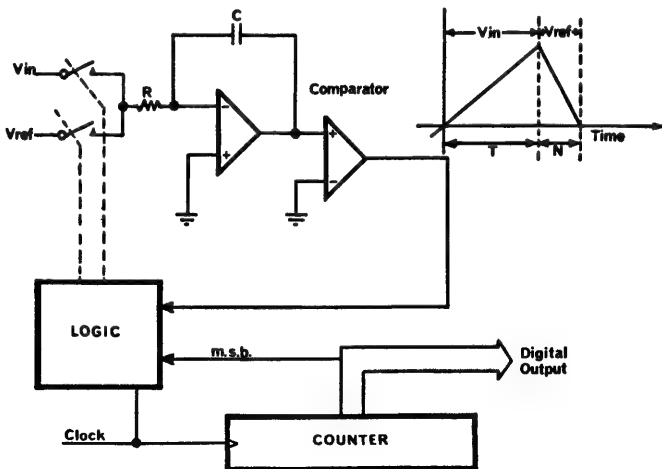 C
Vin
Vref
Vin
R
Comparator
-
+
+
-
Vref
Time
T
N
LOGIC
m.s.b.
Digital
Output
Clock
COUNTER